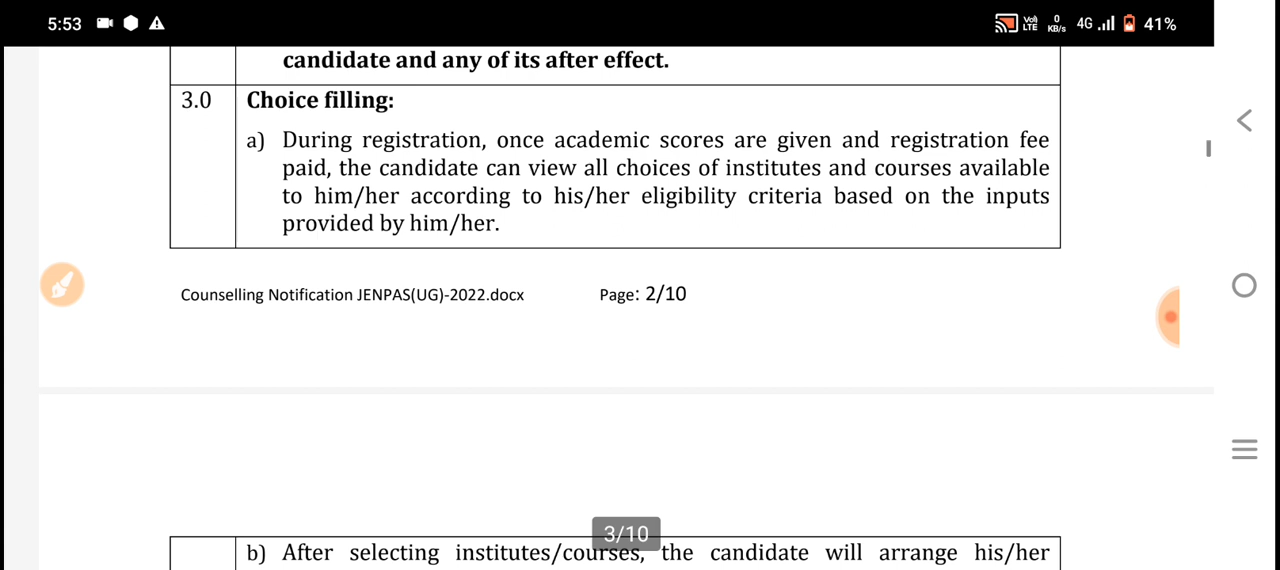 5:53 Vo) LTE 0 KB/s 4G 41%
candidate and any of its after effect.
3.0 Choice filling:
a) During registration, once academic scores are given and registration fee
paid, the candidate can view all choices of institutes and courses available
to him/her according to his/her eligibility criteria based on the inputs
provided by him/her.
Counselling Notification JENPAS(UG)-2022.docx Page: 2/10
3/10
b) After selecting institutes/courses, the candidate will arrange his/her